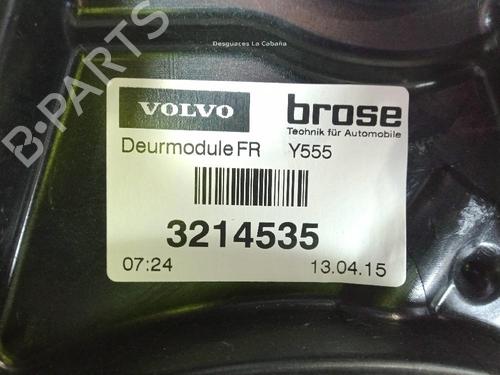 Desguaces La Cabaña
B-PARTS
VOLVO
brose
Technik für Automobile
Deurmodule FR Y555
3214535
07:24 13.04.15